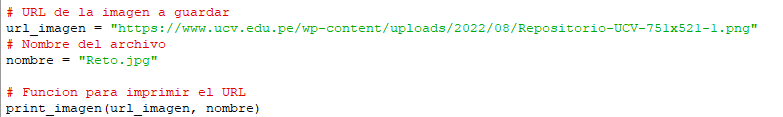 # URL de la imagen a guardar
url_imagen = "https://www.ucv.edu.pe/wp-content/uploads/2022/08/Repositorio-UCV-751x521-1.png"
# Nombre del archivo
nombre = "Reto.jpg"
# Funcion para imprimir el URL
print_imagen(url_imagen, nombre)